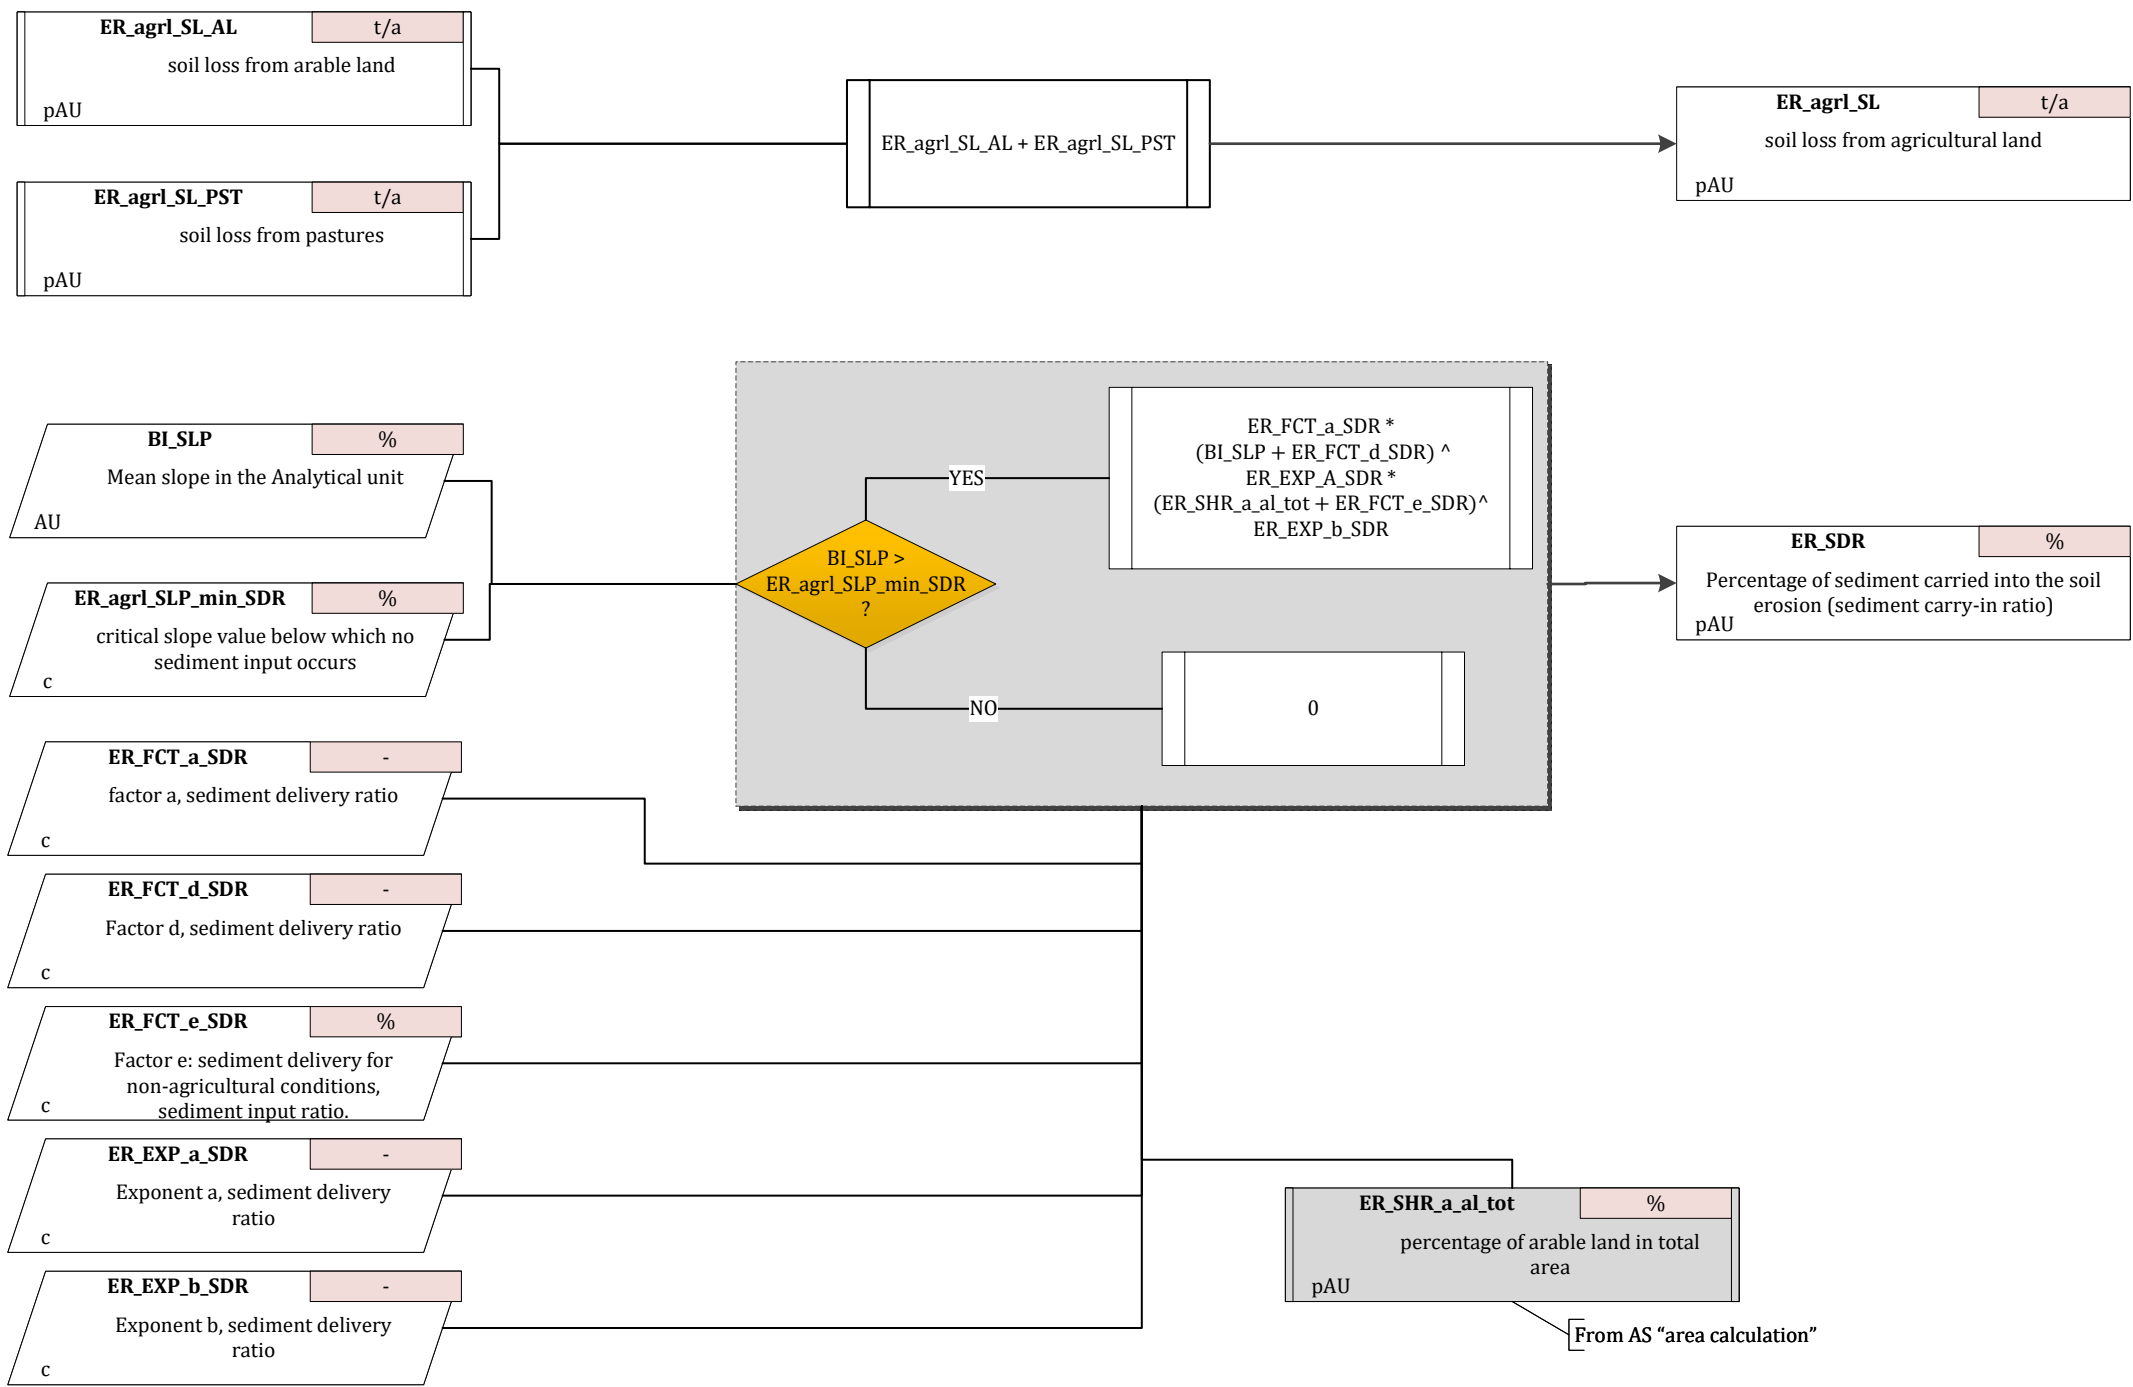 ER_agrl_SL_AL
t/a
soil loss from arable land
pAU
ER_agrl_SL_PST
t/a
soil loss from pastures
pAU
ER_agrl_SL_AL + ER_agrl_SL_PST
ER_agrl_SL
t/a
soil loss from agricultural land
pAU
BI_SLP
%
Mean slope in the Analytical unit
AU
ER_agrl_SLP_min_SDR
%
critical slope value below which no
sediment input occurs
c
BI_SLP >
ER_agrl_SLP_min_SDR
?
YES
ER_FCT_a_SDR *
(BI_SLP + ER_FCT_d_SDR) ^
ER_EXP_A_SDR *
(ER_SHR_a_al_tot + ER_FCT_e_SDR)^
ER_EXP_b_SDR
NO
0
ER_SDR
%
Percentage of sediment carried into the soil
erosion (sediment carry-in ratio)
pAU
ER_FCT_a_SDR
-
factor a, sediment delivery ratio
c
ER_FCT_d_SDR
-
Factor d, sediment delivery ratio
c
ER_FCT_e_SDR
%
Factor e: sediment delivery for
non-agricultural conditions,
sediment input ratio.
c
ER_EXP_a_SDR
-
Exponent a, sediment delivery
ratio
c
ER_EXP_b_SDR
-
Exponent b, sediment delivery
ratio
c
ER_SHR_a_al_tot
%
percentage of arable land in total
area
pAU
From AS “area calculation”